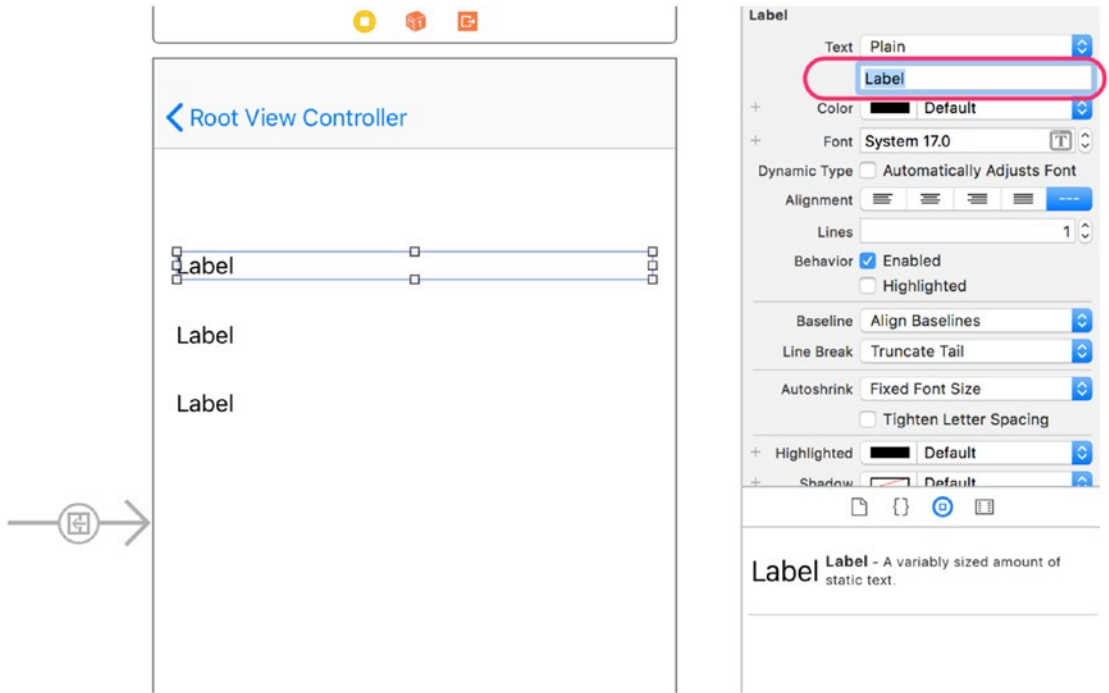 Root View Controller
Label
Label
Label
Label
Text Plain
Label
+ Color Default
+ Font System 17.0 T
Dynamic Type Automatically Adjusts Font
Alignment ---
Lines 1
Behavior Enabled
Highlighted
Baseline Align Baselines
Line Break Truncate Tail
Autoshrink Fixed Font Size
Tighten Letter Spacing
+ Highlighted Default
+ Shadow Default
{}
Label Label - A variably sized amount of
static text.